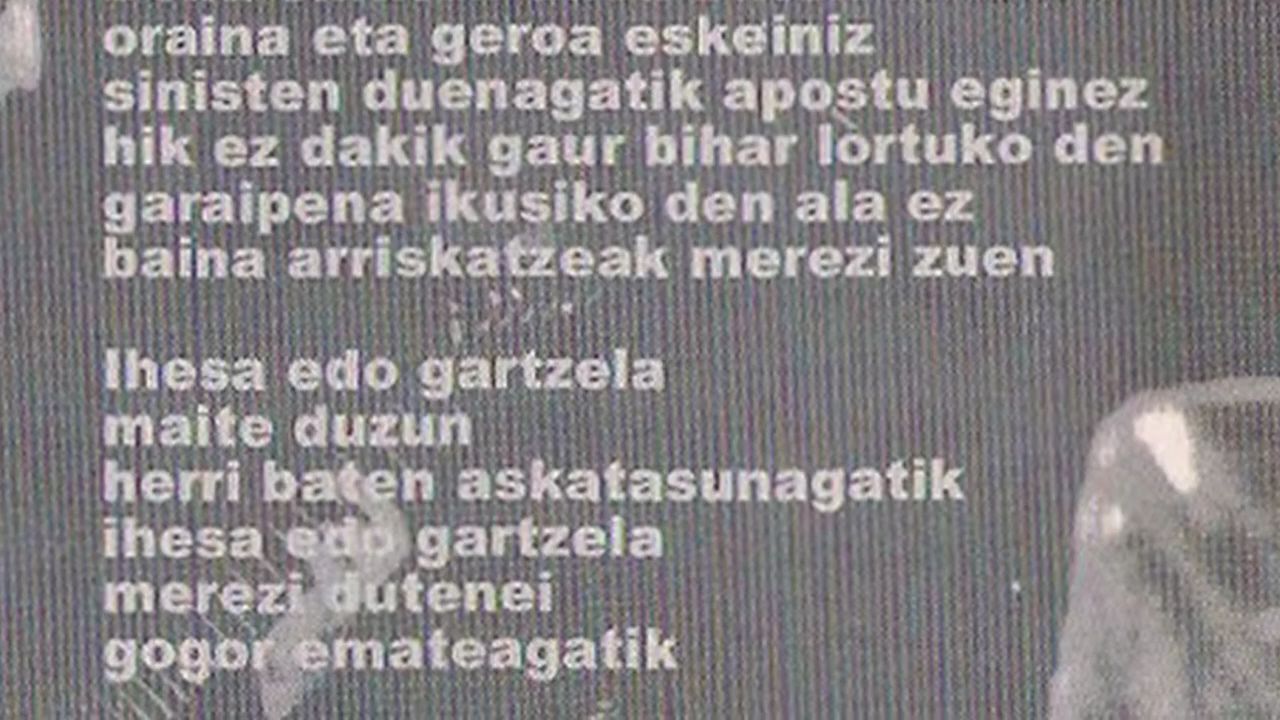 oraina eta geroa eskeiniz
sinisten duenagatik apostu eginez
hik ez dakik gaur bihar lortuko den
garaipena ikusiko den ala ez
baina arriskatzeak merezi zuen
Ihesa edo gartzela
maite duzun
herri baten askatasunagatik
ihesa edo gartzela
merezi dutenei
gogor emateagatik